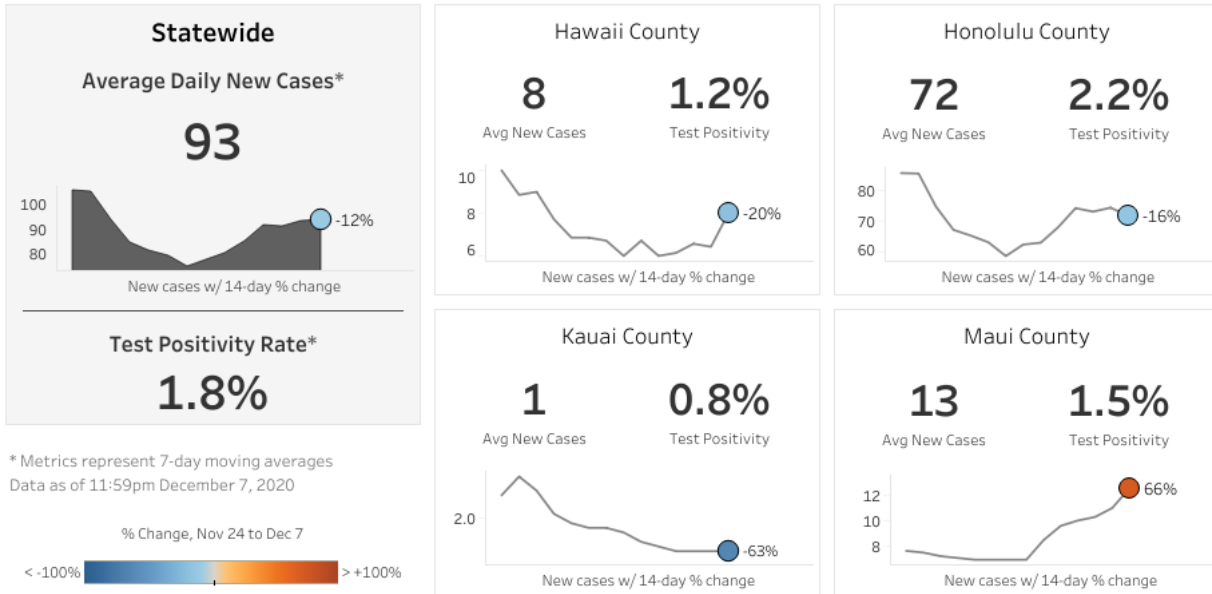 Statewide
Average Daily New Cases*
93
100
90
80
-12%
New cases w/ 14-day % change
Test Positivity Rate*
1.8%
* Metrics represent 7-day moving averages
Data as of 11:59pm December 7, 2020
% Change, Nov 24 to Dec 7
< -100% > +100%
Hawaii County
8 1.2%
Avg New Cases Test Positivity
10
8
6
-20%
New cases w/ 14-day % change
Honolulu County
72 2.2%
Avg New Cases Test Positivity
80
70
60
-16%
New cases w/ 14-day % change
Kauai County
1 0.8%
Avg New Cases Test Positivity
2.0
-63%
New cases w/ 14-day % change
Maui County
13 1.5%
Avg New Cases Test Positivity
12
10
8
66%
New cases w/ 14-day % change